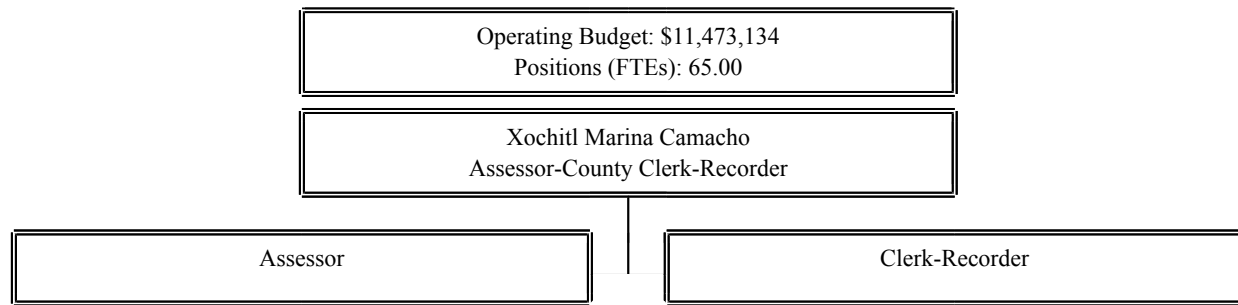 Operating Budget: $11,473,134
Positions (FTEs): 65.00
Xochitl Marina Camacho
Assessor-County Clerk-Recorder
Assessor
Clerk-Recorder